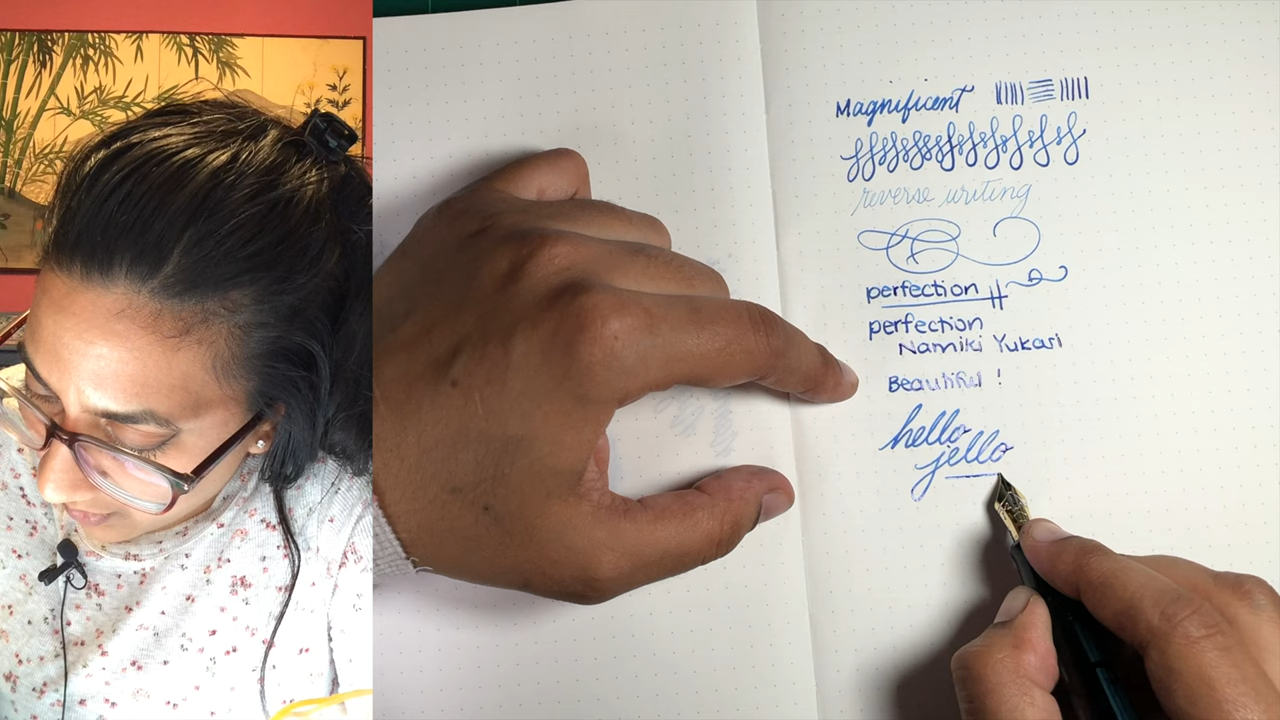 Magnificent
reverse writing
perfection
perfection
Namiki Yukari
Beautiful !
hello
jello